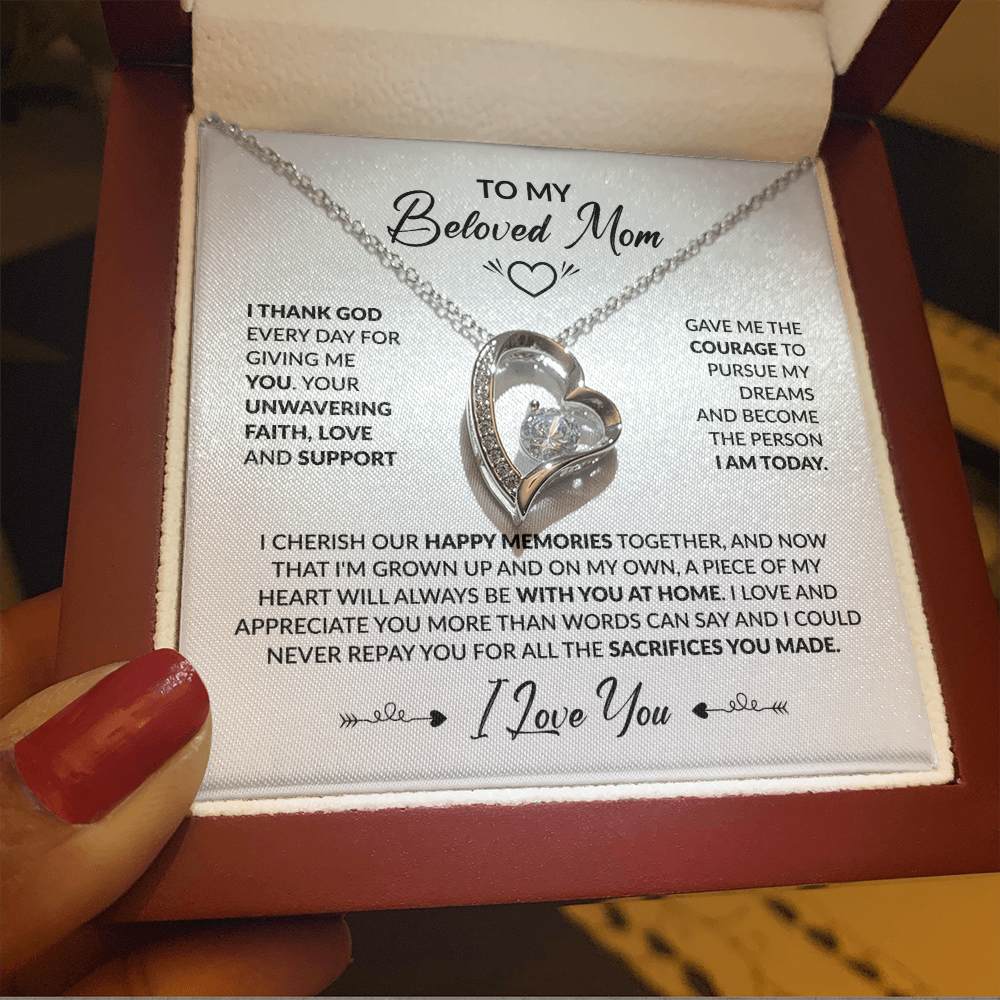 TO MY
Beloved Mom
I THANK GOD
EVERY DAY FOR
GIVING ME
YOU. YOUR
UNWAVERING
FAITH, LOVE
AND SUPPORT
GAVE ME THE
COURAGE TO
PURSUE MY
DREAMS
AND BECOME
THE PERSON
I AM TODAY.
I CHERISH OUR HAPPY MEMORIES TOGETHER, AND NOW
THAT I'M GROWN UP AND ON MY OWN, A PIECE OF MY
HEART WILL ALWAYS BE WITH YOU AT HOME. I LOVE AND
APPRECIATE YOU MORE THAN WORDS CAN SAY AND I COULD
NEVER REPAY YOU FOR ALL THE SACRIFICES YOU MADE.
I Love You